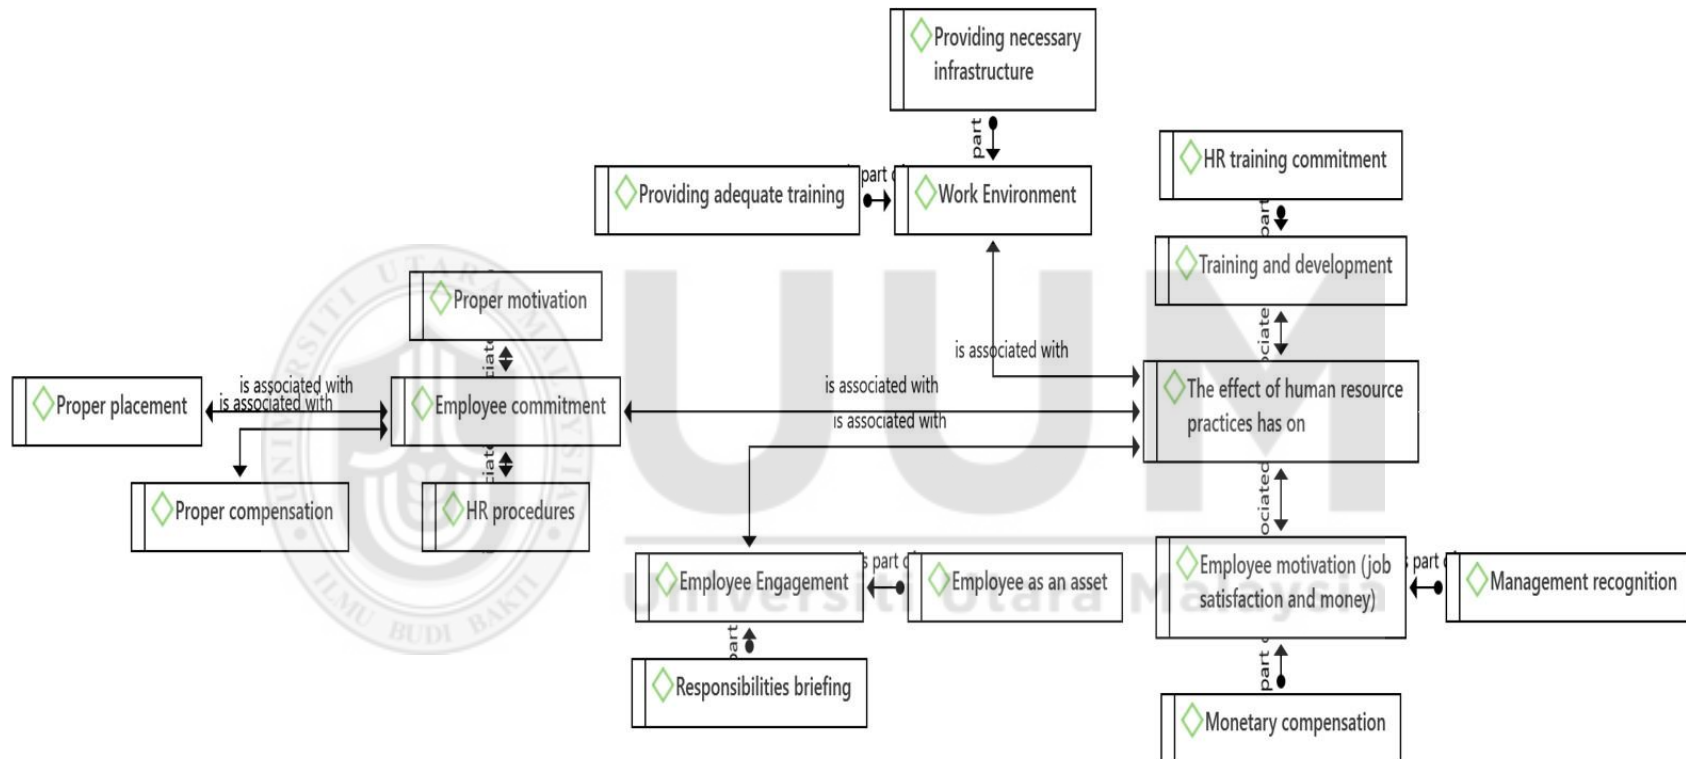 Providing necessary
infrastructure
part
HR training commitment
Providing adequate training
part
Work Environment
part
Training and development
Proper motivation
is associated with
The effect of human resource
practices has on
is associated with
is associated with
is associated with
is associated with
Proper placement
Employee commitment
Proper compensation
HR procedures
Employee Engagement
s part
Employee as an asset
Employee motivation (job
satisfaction and money)
s part
Management recognition
part
Responsibilities briefing
part
Monetary compensation
UNIVERSITI UTARA MALAYSIA
ILMU BUDI BAKTI
UUM
Universiti Utara Malaysia